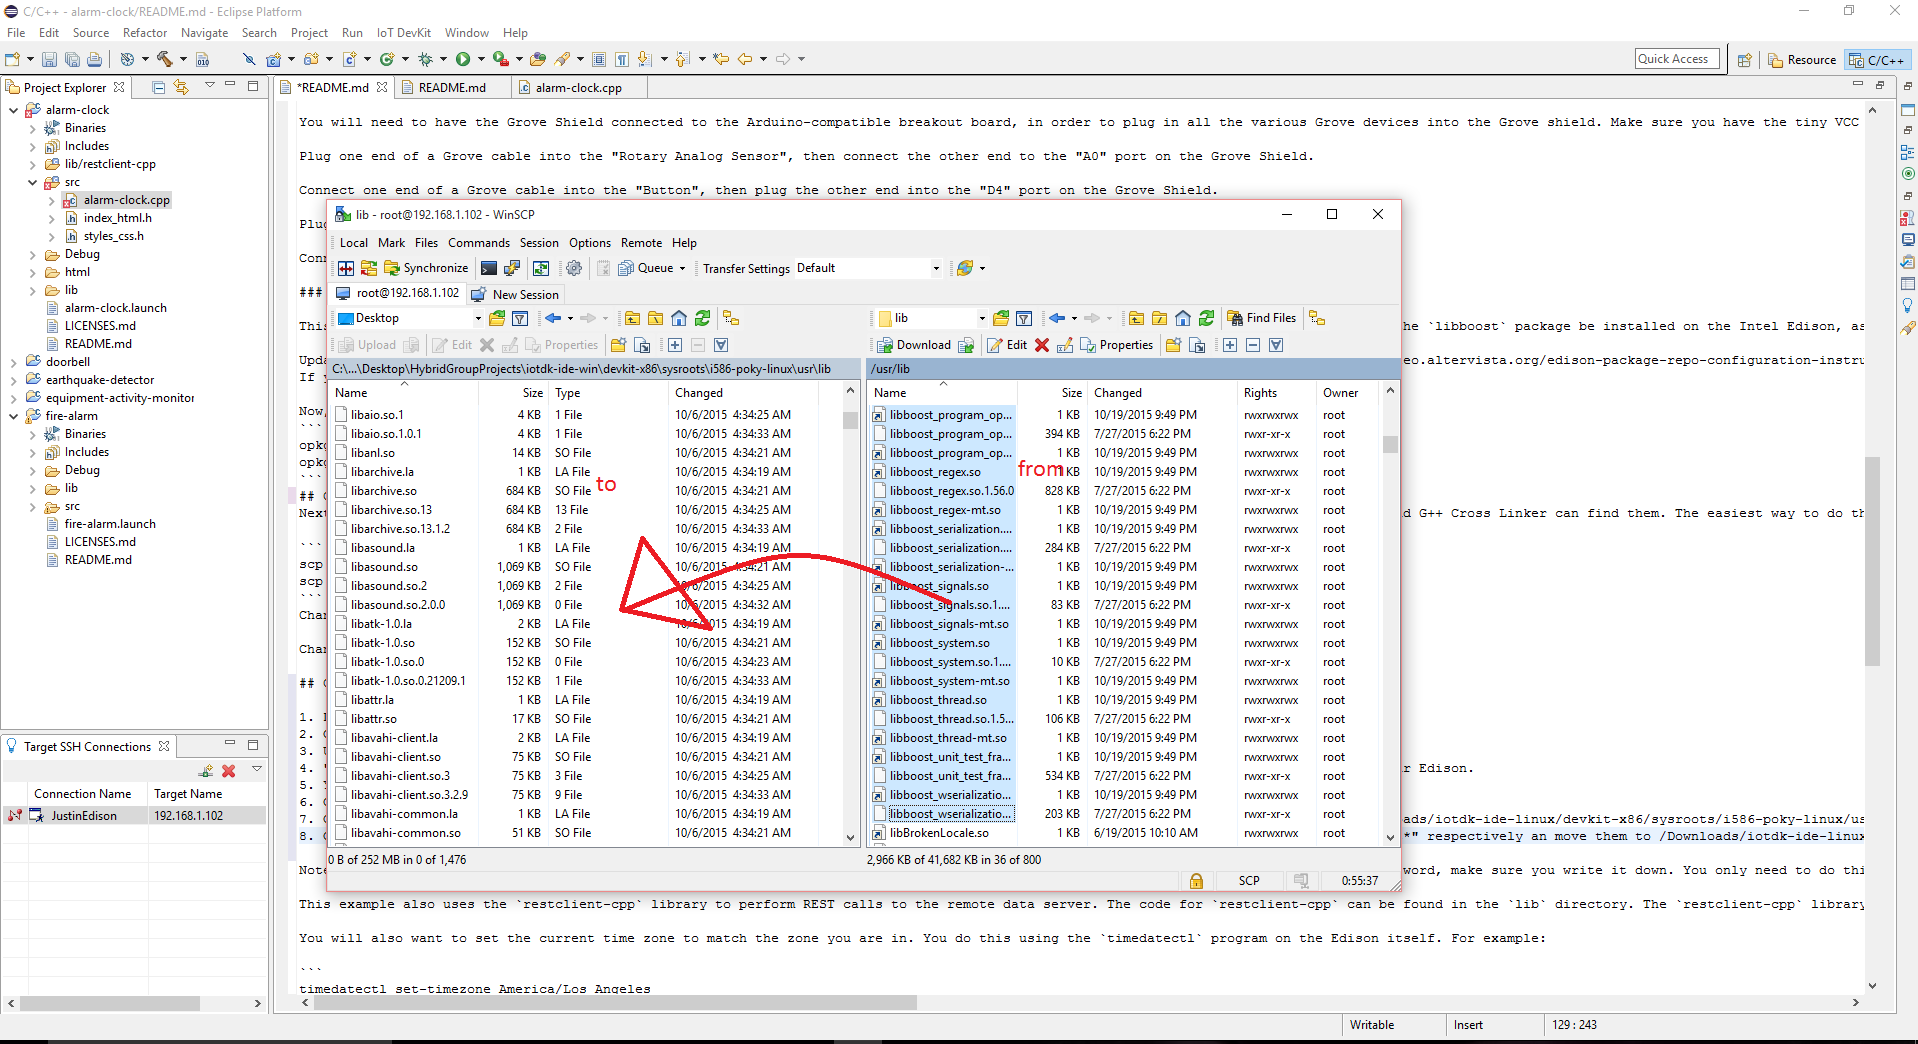 C/C++ - alarm-clock/README.md - Eclipse Platform
File Edit Source Refactor Navigate Search Project Run IoT DevKit Window Help
Quick Access Resource C/C++
Project Explorer
*README.md README.md alarm-clock.cpp
alarm-clock
Binaries
Includes
lib/restclient-cpp
src
alarm-clock.cpp
index_html.h
styles_css.h
Debug
html
lib
alarm-clock.launch
LICENSES.md
README.md
doorbell
earthquake-detector
equipment-activity-monitor
fire-alarm
Binaries
Includes
Debug
lib
src
fire-alarm.launch
LICENSES.md
README.md
Target SSH Connections
Connection Name Target Name
JustinEdison 192.168.1.102
You will need to have the Grove Shield connected to the Arduino-compatible breakout board, in order to plug in all the various Grove devices into the Grove shield. Make sure you have the tiny VCC
Plug one end of a Grove cable into the "Rotary Analog Sensor", then connect the other end to the "A0" port on the Grove Shield.
Connect one end of a Grove cable into the "Button", then plug the other end into the "D4" port on the Grove Shield.
Plug
Conn
###
This he `libboost` package be installed on the Intel Edison, as
Upda eo.altervista.org/edison-package-repo-configuration-instru
If y
Now,
```
opkg
opkg
```
## C
Next d G++ Cross Linker can find them. The easiest way to do th
```
scp
scp
```
Chan
Chan
## C
1. I
2. C
3. U
4. " r Edison.
5. Y
6. C
7. C ads/iotdk-ide-linux/devkit-x86/sysroots/i586-poky-linux/us
8. C *" respectively an move them to /Downloads/iotdk-ide-linux
Note word, make sure you write it down. You only need to do thi
This example also uses the `restclient-cpp` library to perform REST calls to the remote data server. The code for `restclient-cpp` can be found in the `lib` directory. The `restclient-cpp` library
You will also want to set the current time zone to match the zone you are in. You do this using the `timedatectl` program on the Edison itself. For example:
```
timedatectl set-timezone America/Los Angeles
lib - root@192.168.1.102 - WinSCP
Local Mark Files Commands Session Options Remote Help
Synchronize Queue Transfer Settings Default
root@192.168.1.102 New Session
Desktop
Upload Edit Properties
C:\...\Desktop\HybridGroupProjects\iotdk-ide-win\devkit-x86\sysroots\i586-poky-linux\usr\lib
Name Size Type Changed
libaio.so.1 4 KB 1 File 10/6/2015 4:34:25 AM
libaio.so.1.0.1 4 KB 1 File 10/6/2015 4:34:33 AM
libanl.so 14 KB SO File 10/6/2015 4:34:21 AM
libarchive.la 1 KB LA File 10/6/2015 4:34:19 AM
libarchive.so 684 KB SO File 10/6/2015 4:34:21 AM
libarchive.so.13 684 KB 13 File 10/6/2015 4:34:25 AM
libarchive.so.13.1.2 684 KB 2 File 10/6/2015 4:34:33 AM
libasound.la 1 KB LA File 10/6/2015 4:34:19 AM
libasound.so 1,069 KB SO File 10/6/2015 4:34:21 AM
libasound.so.2 1,069 KB 2 File 10/6/2015 4:34:25 AM
libasound.so.2.0.0 1,069 KB 0 File 10/6/2015 4:34:32 AM
libatk-1.0.la 2 KB LA File 10/6/2015 4:34:19 AM
libatk-1.0.so 152 KB SO File 10/6/2015 4:34:21 AM
libatk-1.0.so.0 152 KB 0 File 10/6/2015 4:34:23 AM
libatk-1.0.so.0.21209.1 152 KB 1 File 10/6/2015 4:34:33 AM
libattr.la 1 KB LA File 10/6/2015 4:34:19 AM
libattr.so 17 KB SO File 10/6/2015 4:34:21 AM
libavahi-client.la 2 KB LA File 10/6/2015 4:34:19 AM
libavahi-client.so 75 KB SO File 10/6/2015 4:34:21 AM
libavahi-client.so.3 75 KB 3 File 10/6/2015 4:34:25 AM
libavahi-client.so.3.2.9 75 KB 9 File 10/6/2015 4:34:33 AM
libavahi-common.la 1 KB LA File 10/6/2015 4:34:19 AM
libavahi-common.so 51 KB SO File 10/6/2015 4:34:21 AM
0 B of 252 MB in 0 of 1,476
to
lib Find Files
Download Edit Properties
/usr/lib
Name Size Changed Rights Owner
libboost_program_op... 1 KB 10/19/2015 9:49 PM rwxrwxrwx root
libboost_program_op... 394 KB 7/27/2015 6:22 PM rwxr-xr-x root
libboost_program_op... 1 KB 10/19/2015 9:49 PM rwxrwxrwx root
libboost_regex.so 1 KB 10/19/2015 9:49 PM rwxrwxrwx root
libboost_regex.so.1.56.0 828 KB 7/27/2015 6:22 PM rwxr-xr-x root
libboost_regex-mt.so 1 KB 10/19/2015 9:49 PM rwxrwxrwx root
libboost_serialization.... 1 KB 10/19/2015 9:49 PM rwxrwxrwx root
libboost_serialization.... 284 KB 7/27/2015 6:22 PM rwxr-xr-x root
libboost_serialization-... 1 KB 10/19/2015 9:49 PM rwxrwxrwx root
libboost_signals.so 1 KB 10/19/2015 9:49 PM rwxrwxrwx root
libboost_signals.so.1.... 83 KB 7/27/2015 6:22 PM rwxr-xr-x root
libboost_signals-mt.so 1 KB 10/19/2015 9:49 PM rwxrwxrwx root
libboost_system.so 1 KB 10/19/2015 9:49 PM rwxrwxrwx root
libboost_system.so.1.... 10 KB 7/27/2015 6:22 PM rwxr-xr-x root
libboost_system-mt.so 1 KB 10/19/2015 9:49 PM rwxrwxrwx root
libboost_thread.so 1 KB 10/19/2015 9:49 PM rwxrwxrwx root
libboost_thread.so.1.5... 106 KB 7/27/2015 6:22 PM rwxr-xr-x root
libboost_thread-mt.so 1 KB 10/19/2015 9:49 PM rwxrwxrwx root
libboost_unit_test_fra... 1 KB 10/19/2015 9:49 PM rwxrwxrwx root
libboost_unit_test_fra... 534 KB 7/27/2015 6:22 PM rwxr-xr-x root
libboost_wserializatio... 1 KB 10/19/2015 9:49 PM rwxrwxrwx root
libboost_wserializatio... 203 KB 7/27/2015 6:22 PM rwxr-xr-x root
libBrokenLocale.so 1 KB 6/19/2015 10:10 AM rwxrwxrwx root
from
2,966 KB of 41,682 KB in 36 of 800
SCP 0:55:37
Writable Insert 129 : 243